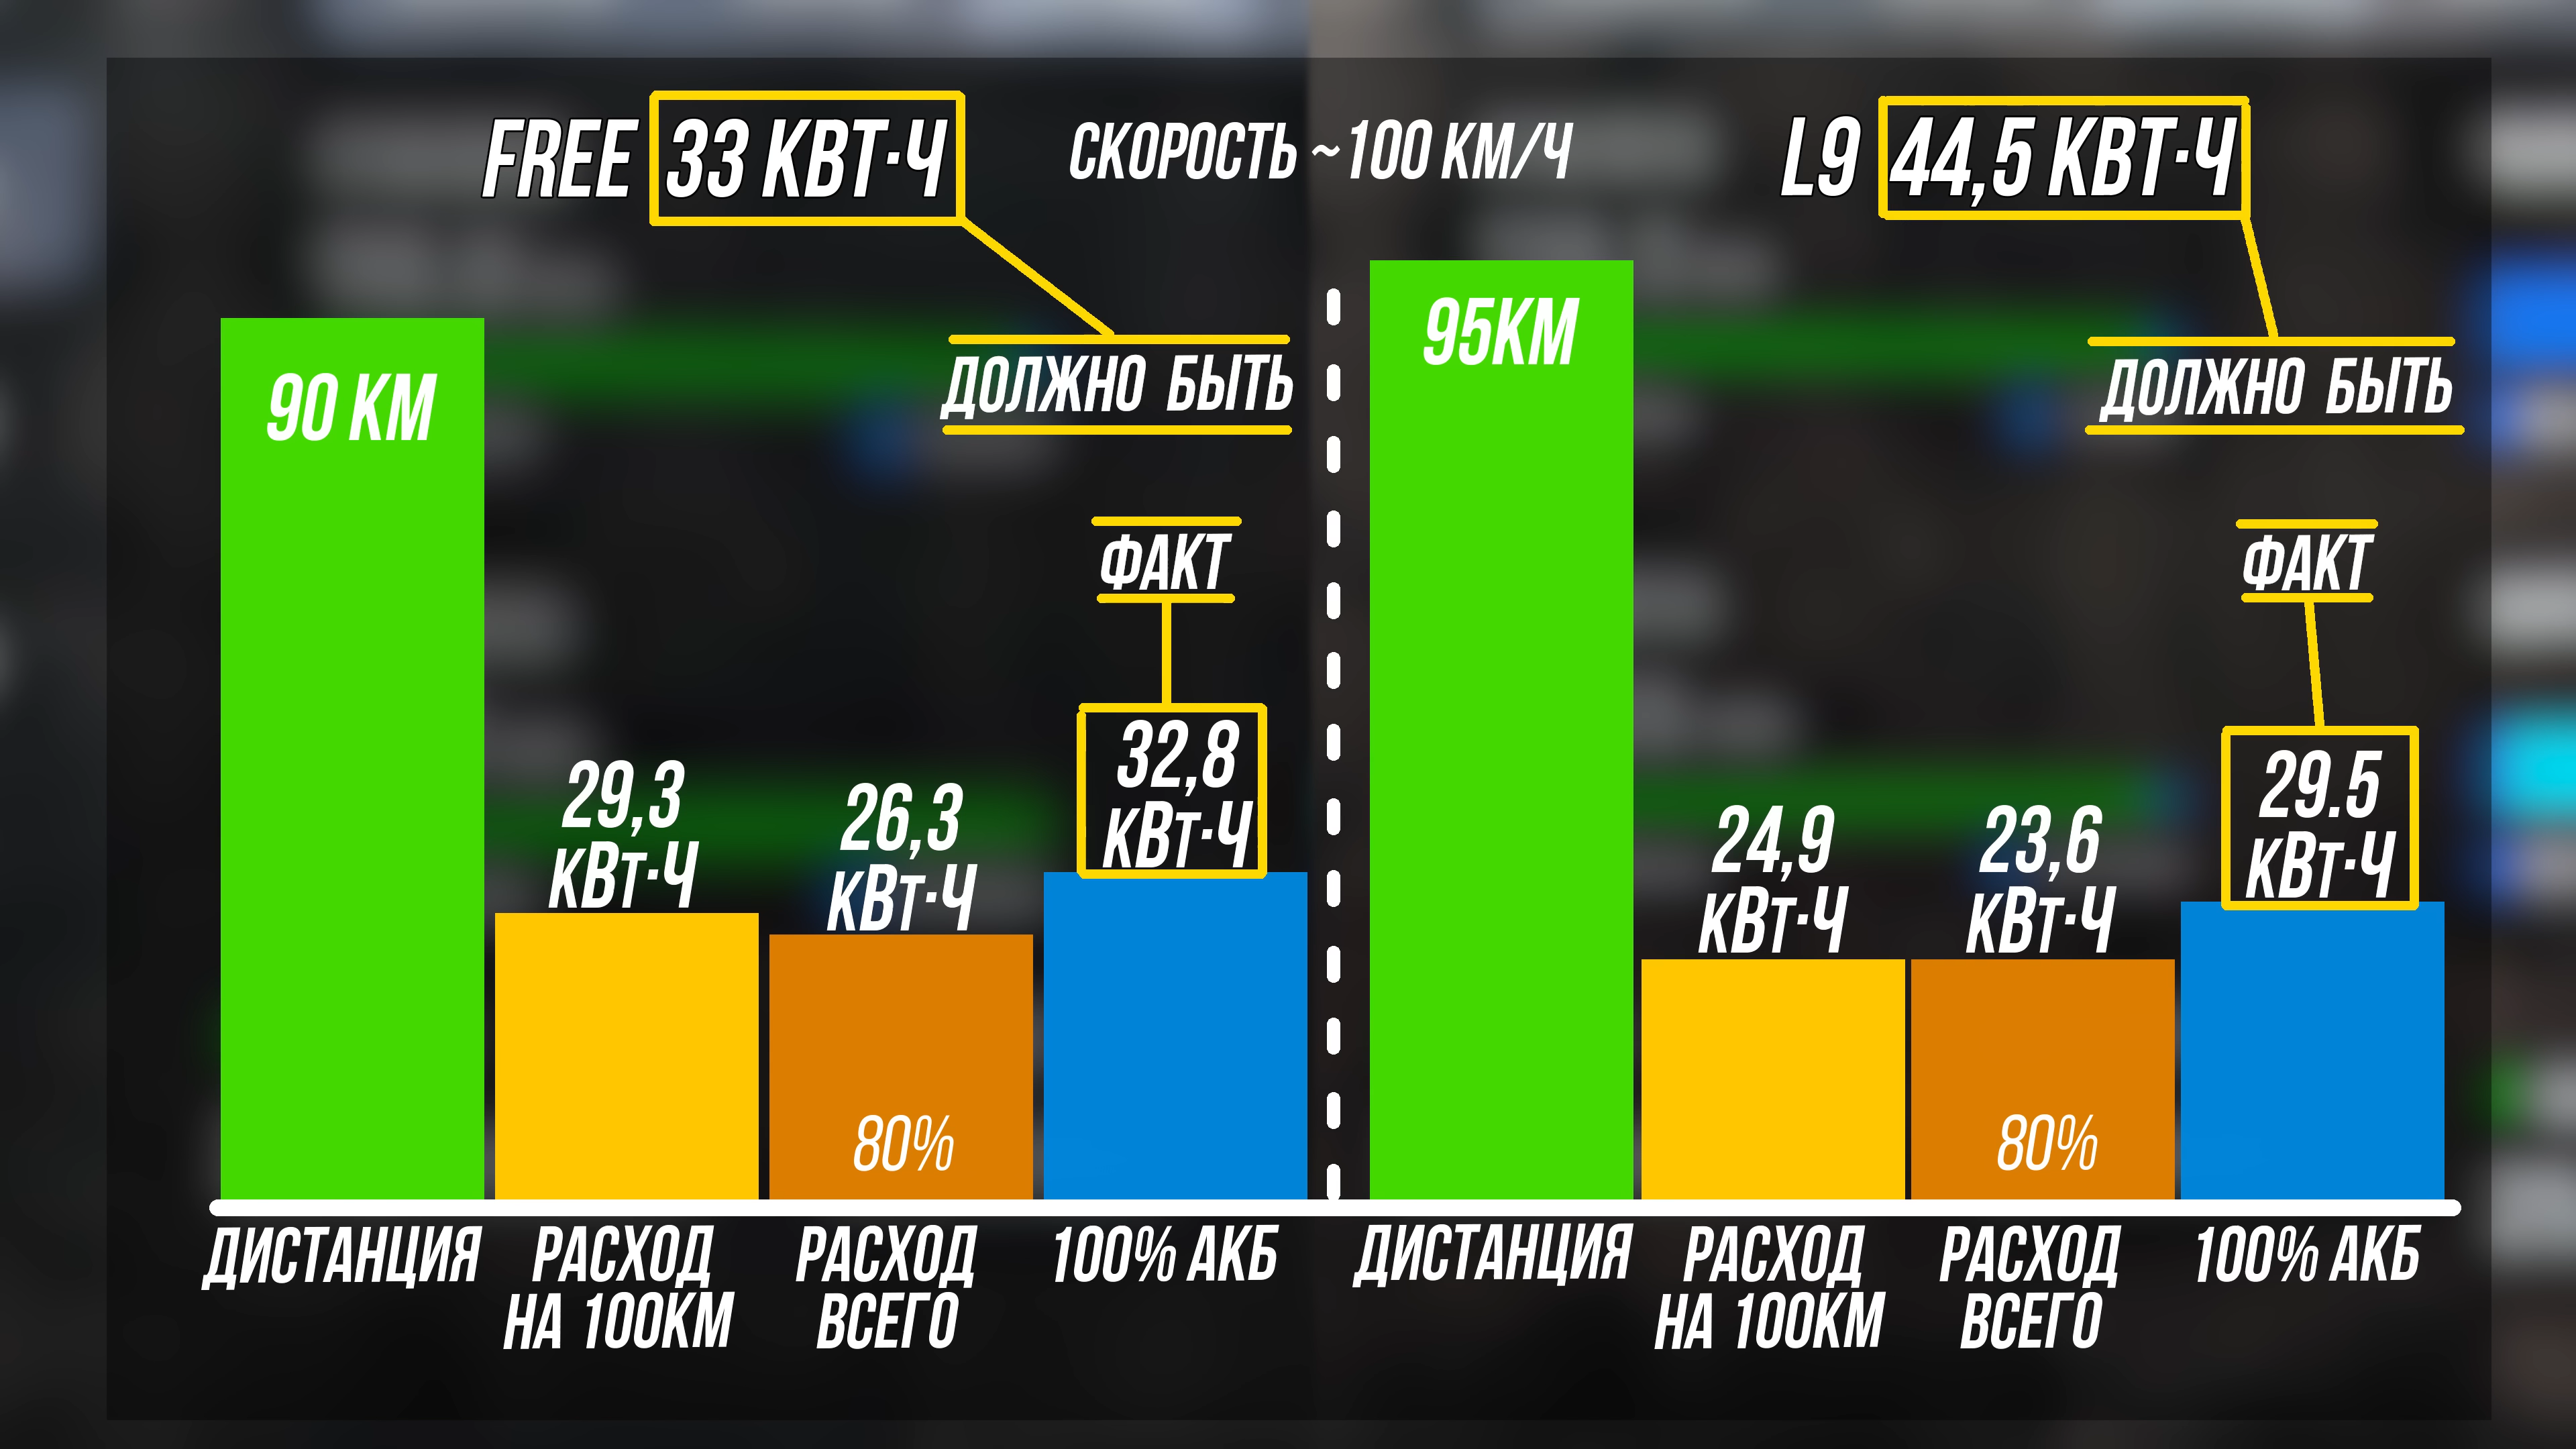 FREE 33 КВТ·Ч
СКОРОСТЬ ~100 КМ/Ч
L9 44,5 КВТ·Ч
90 КМ
ДОЛЖНО БЫТЬ
ФАКТ
29,3
КВТ·Ч
26,3
КВТ·Ч
32,8
КВТ·Ч
80%
95КМ
ДОЛЖНО БЫТЬ
ФАКТ
24,9
КВТ·Ч
23,6
КВТ·Ч
29.5
КВТ·Ч
80%
ДИСТАНЦИЯ
РАСХОД
НА 100КМ
РАСХОД
ВСЕГО
100% АКБ
ДИСТАНЦИЯ
РАСХОД
НА 100КМ
РАСХОД
ВСЕГО
100% АКБ